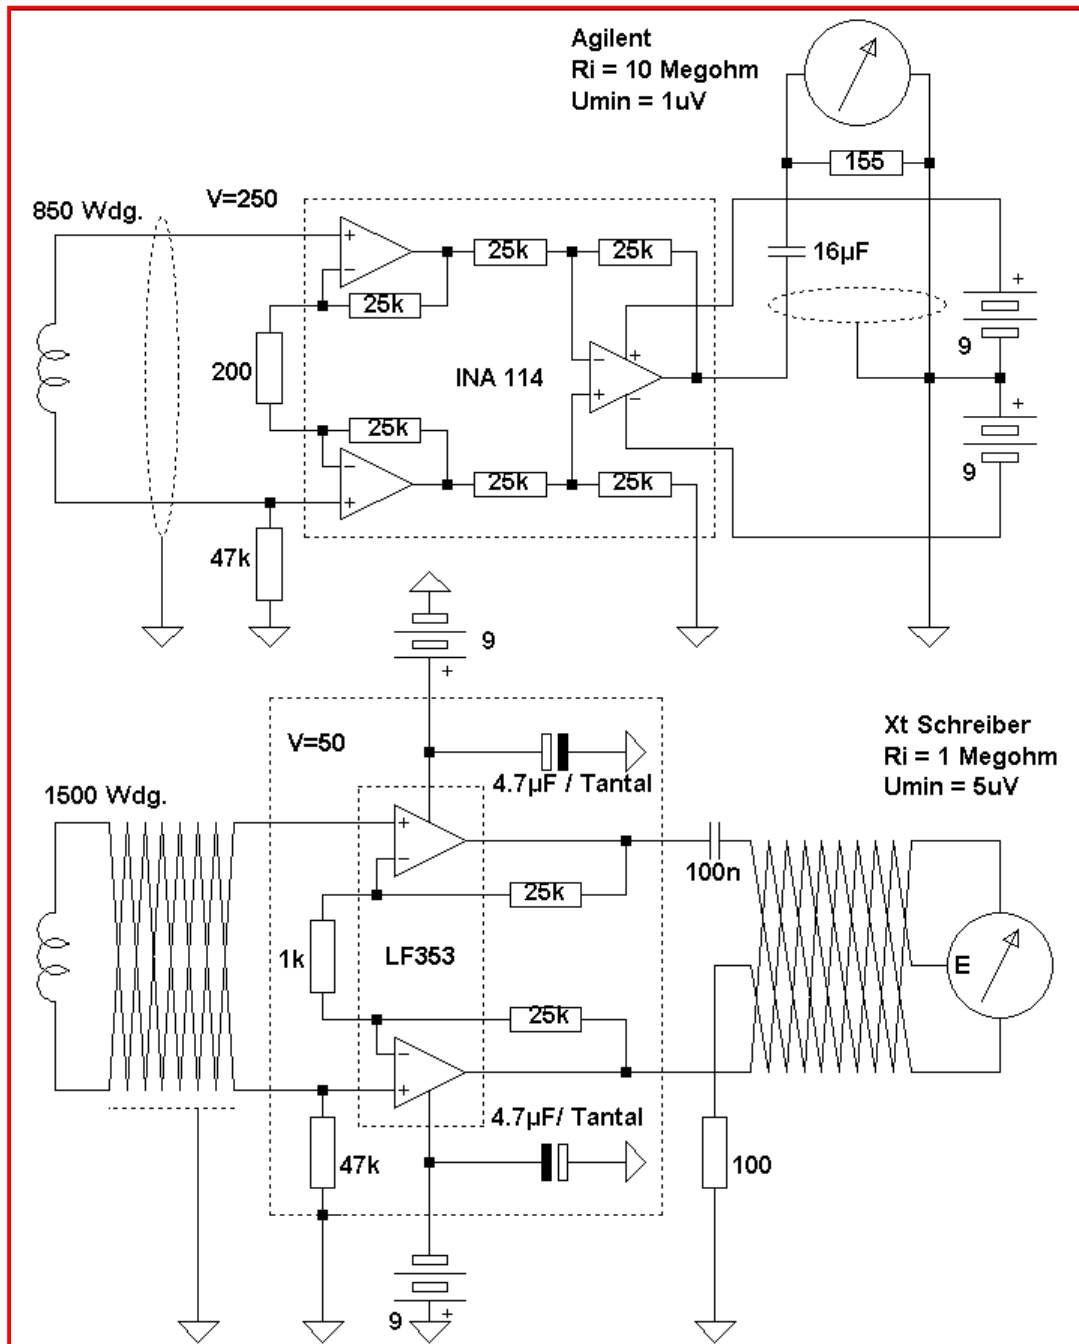 Agilent
Ri = 10 Megohm
Umin = 1uV
155
850 Wdg.
V=250
+
-
25k
25k
25k
16µF
+
9
200
INA 114
-
+
+
-
25k
-
+
25k
25k
+
9
47k
9
+
V=50
4.7µF / Tantal
Xt Schreiber
Ri = 1 Megohm
Umin = 5uV
1500 Wdg.
+
-
25k
100n
1k
LF353
E
25k
-
+
4.7µF/ Tantal
47k
100
9
+